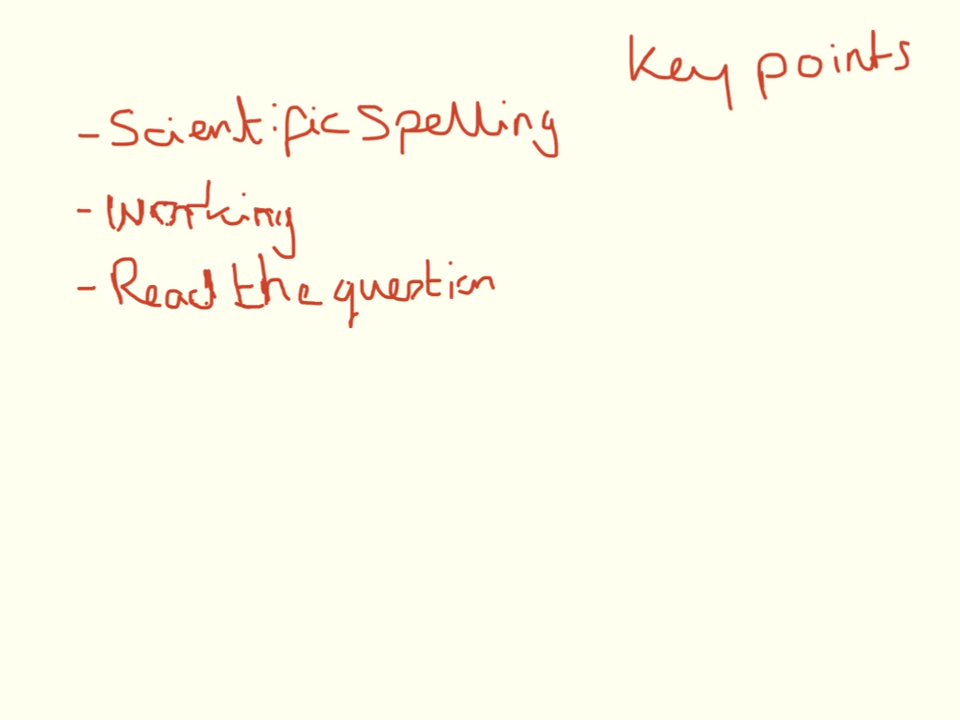 Key points
- Scientific Spelling
- Working
- Read the question